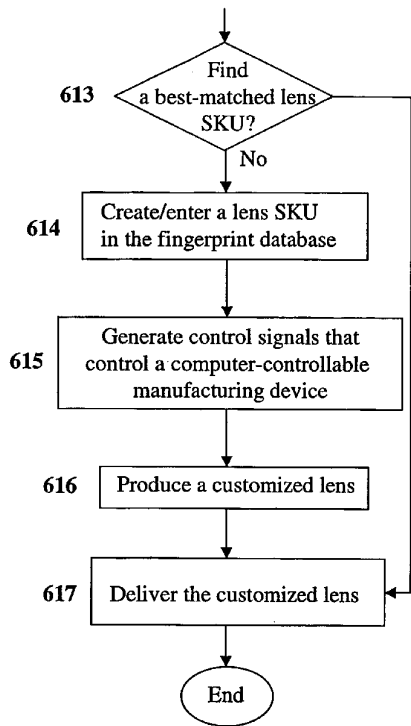 Find
613
a best-matched lens
SKU?
No
614
Create/enter a lens SKU
in the fingerprint database
615
Generate control signals that
control a computer-controllable
manufacturing device
616
Produce a customized lens
617
Deliver the customized lens
End